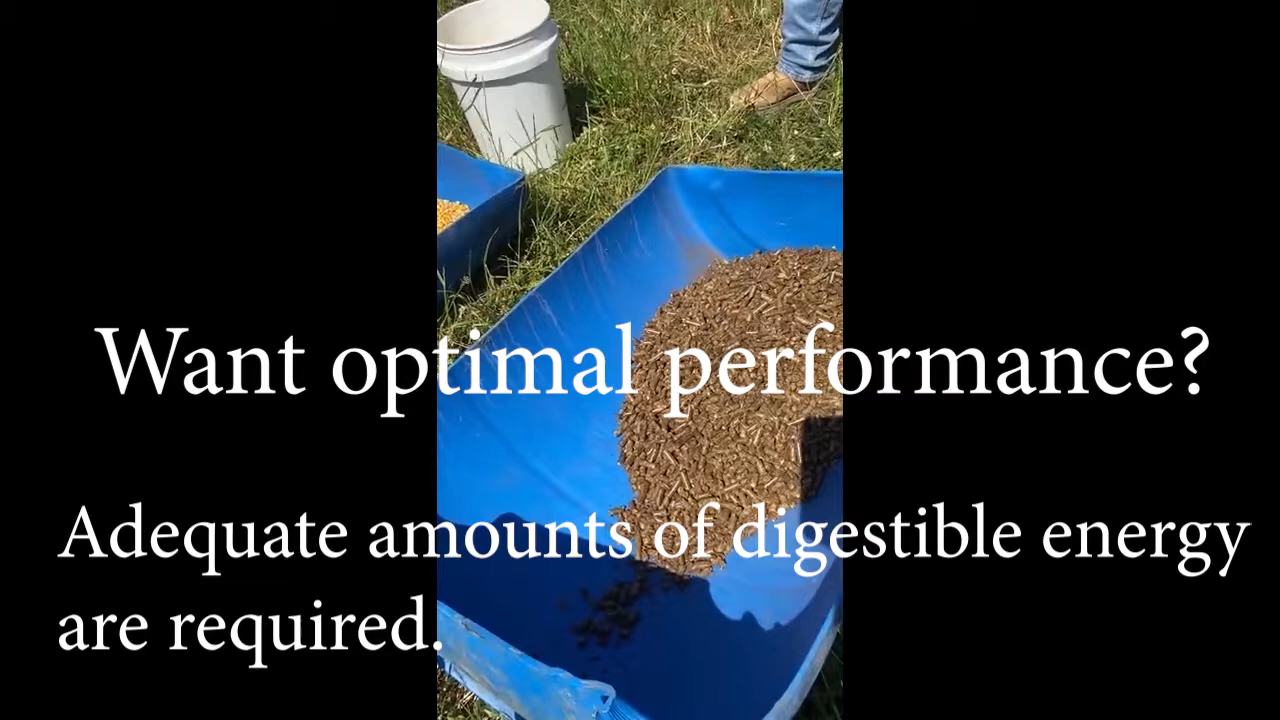 Want optimal performance?
Adequate amounts of digestible energy
are required.